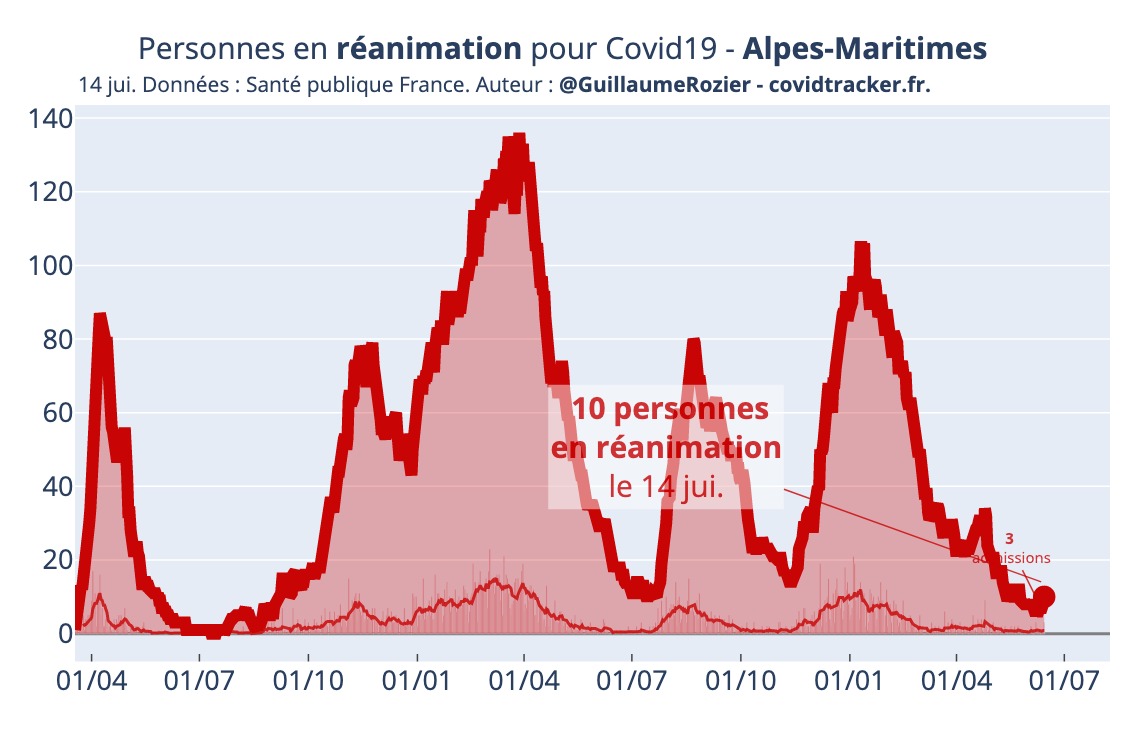 Personnes en réanimation pour Covid19 - Alpes-Maritimes
14 jui. Données : Santé publique France. Auteur : @GuillaumeRozier - covidtracker.fr.
140
120
100
80
60
40
20
0
10 personnes
en réanimation
le 14 jui.
3
admissions
01/04 01/07 01/10 01/01 01/04 01/07 01/10 01/01 01/04 01/07